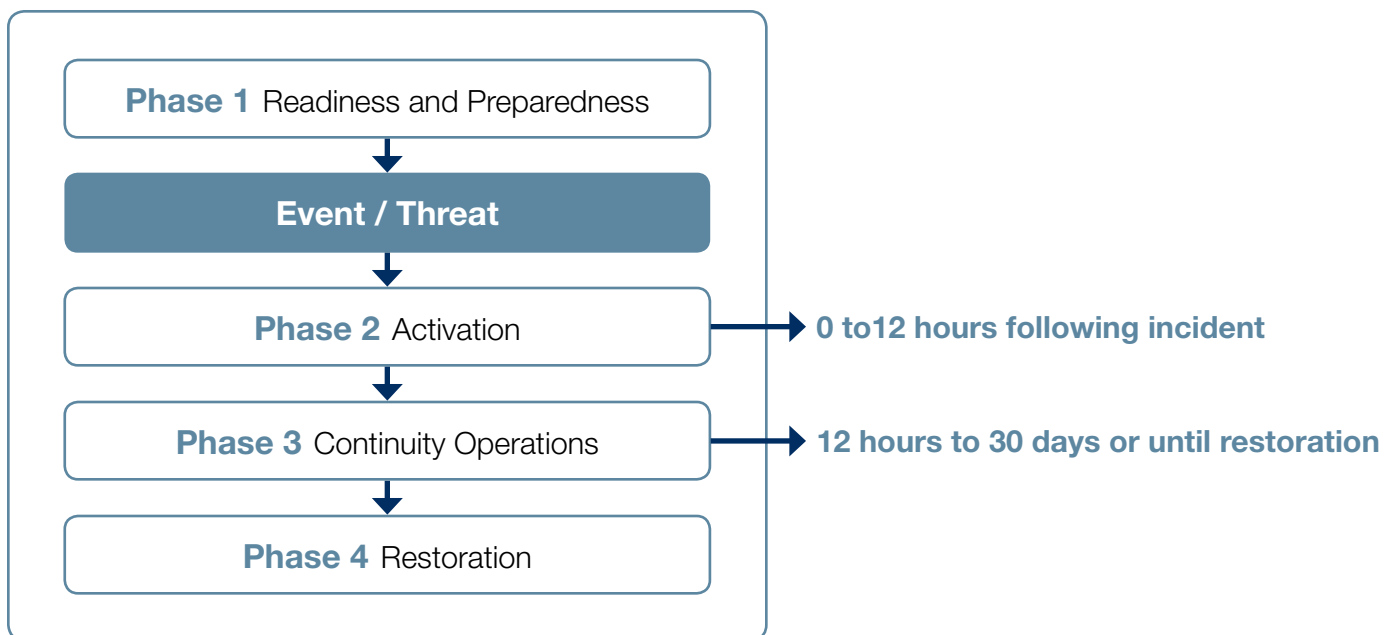 Phase 1 Readiness and Preparedness
Event / Threat
Phase 2 Activation
0 to12 hours following incident
Phase 3 Continuity Operations
12 hours to 30 days or until restoration
Phase 4 Restoration